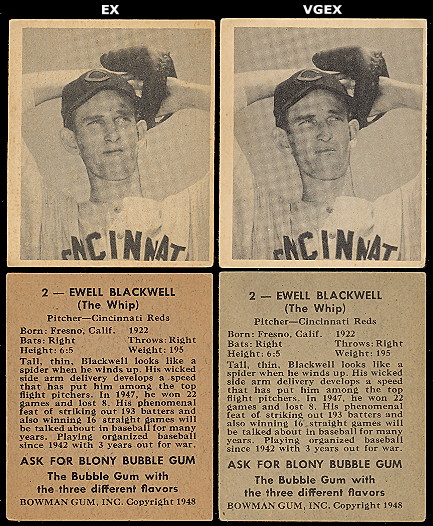 EX
VGEX
CINCINNAT
CINCINNAT
2 — EWELL BLACKWELL
(The Whip)
Pitcher—Cincinnati Reds
Born: Fresno, Calif. 1922
Bats: Right Throws: Right
Height: 6:5 Weight: 195
Tall, thin, Blackwell looks like a
spider when he winds up. His wicked
side arm delivery develops a speed
that has put him among the top
flight pitchers. In 1947, he won 22
games and lost 8. His phenomenal
feat of striking out 193 batters and
also winning 16 straight games will
be talked about in baseball for many
years. Playing organized baseball
since 1942 with 3 years out for war.
ASK FOR BLONY BUBBLE GUM
The Bubble Gum with
the three different flavors
BOWMAN GUM, INC. Copyright 1948
2 — EWELL BLACKWELL
(The Whip)
Pitcher—Cincinnati Reds
Born: Fresno, Calif. 1922
Bats: Right Throws: Right
Height: 6:5 Weight: 195
Tall, thin, Blackwell looks like a
spider when he winds up. His wicked
side arm delivery develops a speed
that has put him among the top
flight pitchers. In 1947, he won 22
games and lost 8. His phenomenal
feat of striking out 193 batters and
also winning 16 straight games will
be talked about in baseball for many
years. Playing organized baseball
since 1942 with 3 years out for war.
ASK FOR BLONY BUBBLE GUM
The Bubble Gum with
the three different flavors
BOWMAN GUM, INC. Copyright 1948